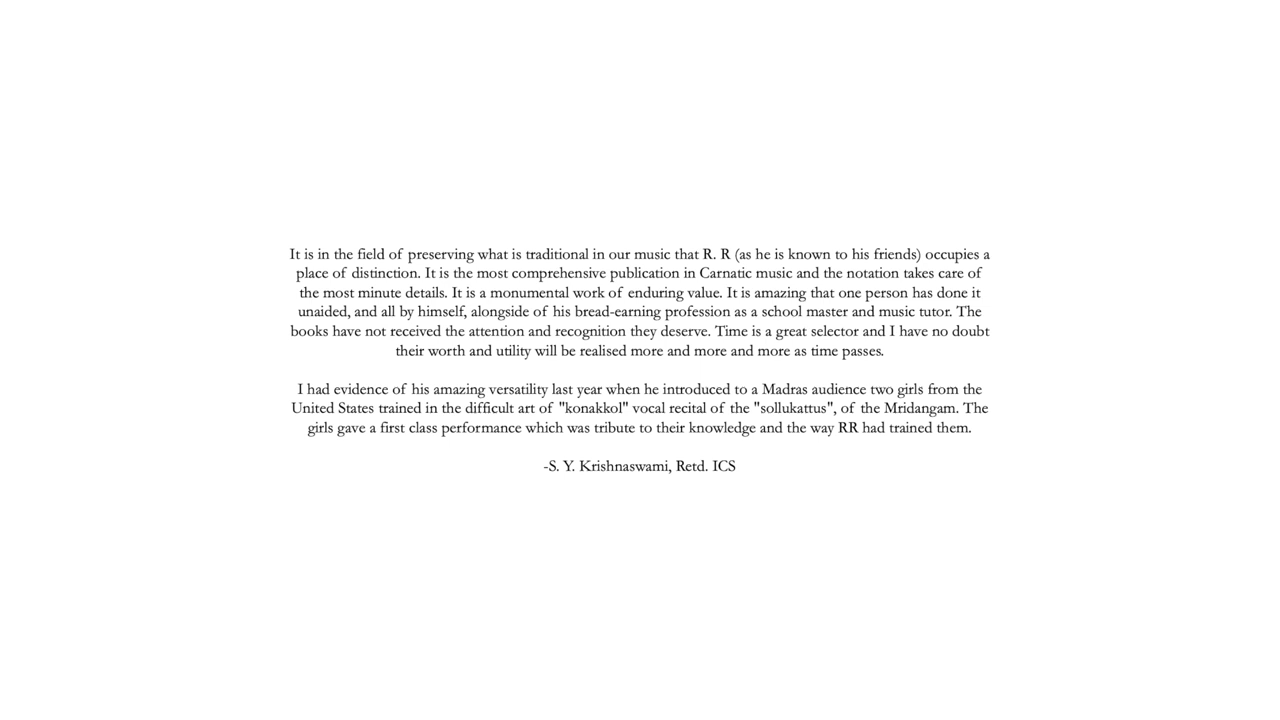 It is in the field of preserving what is traditional in our music that R. R (as he is known to his friends) occupies a
place of distinction. It is the most comprehensive publication in Carnatic music and the notation takes care of
the most minute details. It is a monumental work of enduring value. It is amazing that one person has done it
unaided, and all by himself, alongside of his bread-earning profession as a school master and music tutor. The
books have not received the attention and recognition they deserve. Time is a great selector and I have no doubt
their worth and utility will be realised more and more and more as time passes.
I had evidence of his amazing versatility last year when he introduced to a Madras audience two girls from the
United States trained in the difficult art of "konakkol" vocal recital of the "sollukattus", of the Mridangam. The
girls gave a first class performance which was tribute to their knowledge and the way RR had trained them.
-S. Y. Krishnaswami, Retd. ICS